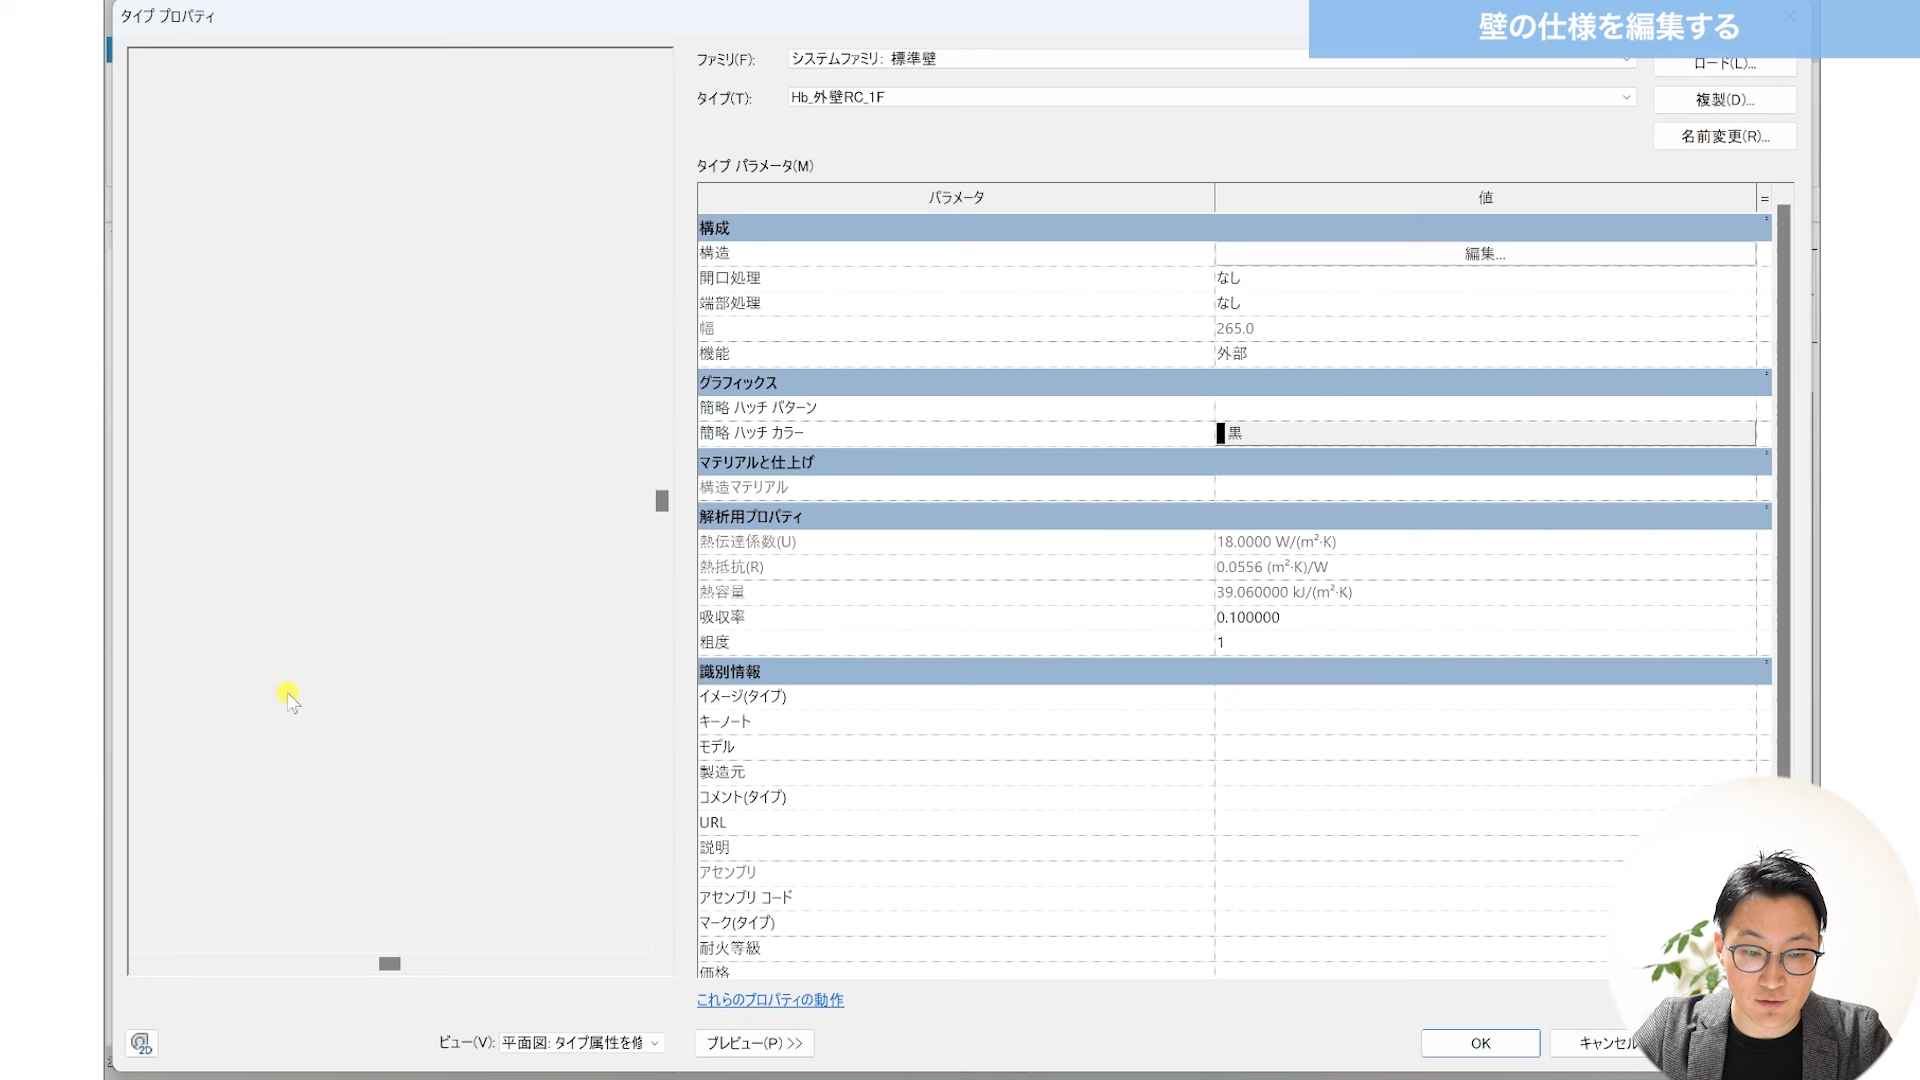 タイプ プロパティ
壁の仕様を編集する
ファミリ(F):
システムファミリ: 標準壁
ロード(L)...
タイプ(T):
Hb_外壁RC_1F
複製(D)...
名前変更(R)...
タイプ パラメータ(M)
パラメータ 値 =
構成
構造 編集...
開口処理 なし
端部処理 なし
幅 265.0
機能 外部
グラフィックス
簡略 ハッチ パターン
簡略 ハッチ カラー 黒
マテリアルと仕上げ
構造マテリアル
解析用プロパティ
熱伝達係数(U) 18.0000 W/(m²·K)
熱抵抗(R) 0.0556 (m²·K)/W
熱容量 39.060000 kJ/(m²·K)
吸収率 0.100000
粗度 1
識別情報
イメージ(タイプ)
キーノート
モデル
製造元
コメント(タイプ)
URL
説明
アセンブリ
アセンブリ コード
マーク(タイプ)
耐火等級
価格
これらのプロパティの動作
2D
ビュー(V):
平面図: タイプ属性を修
プレビュー(P) >>
OK
キャンセル